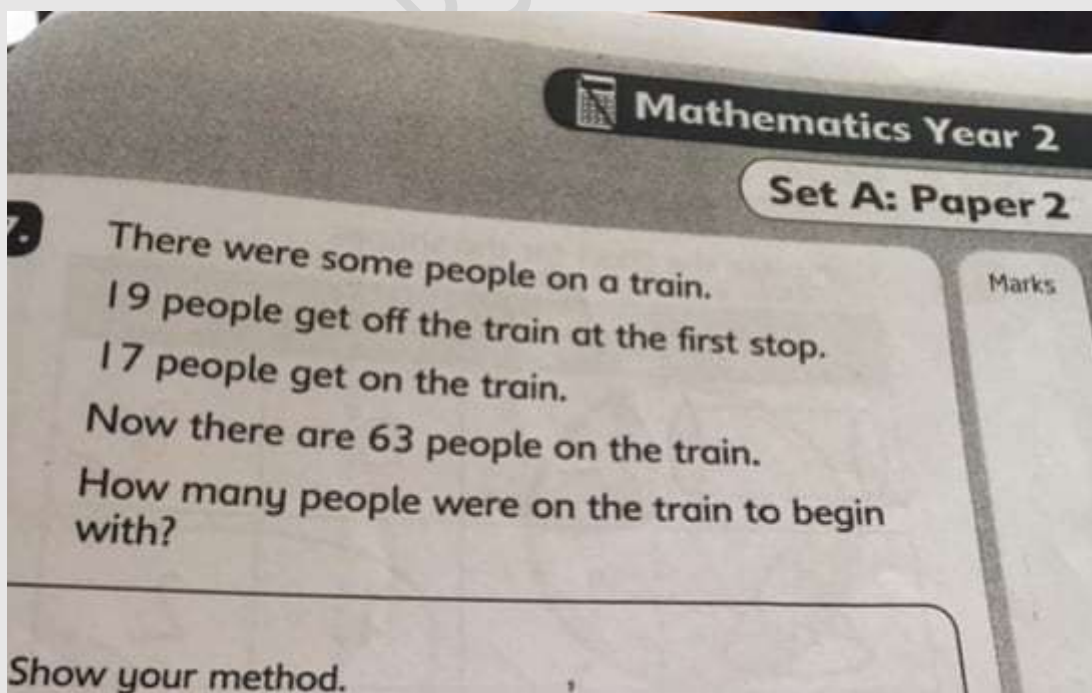 Mathematics Year 2
Set A: Paper 2
Marks
There were some people on a train.
19 people get off the train at the first stop.
17 people get on the train.
Now there are 63 people on the train.
How many people were on the train to begin
with?
Show your method.